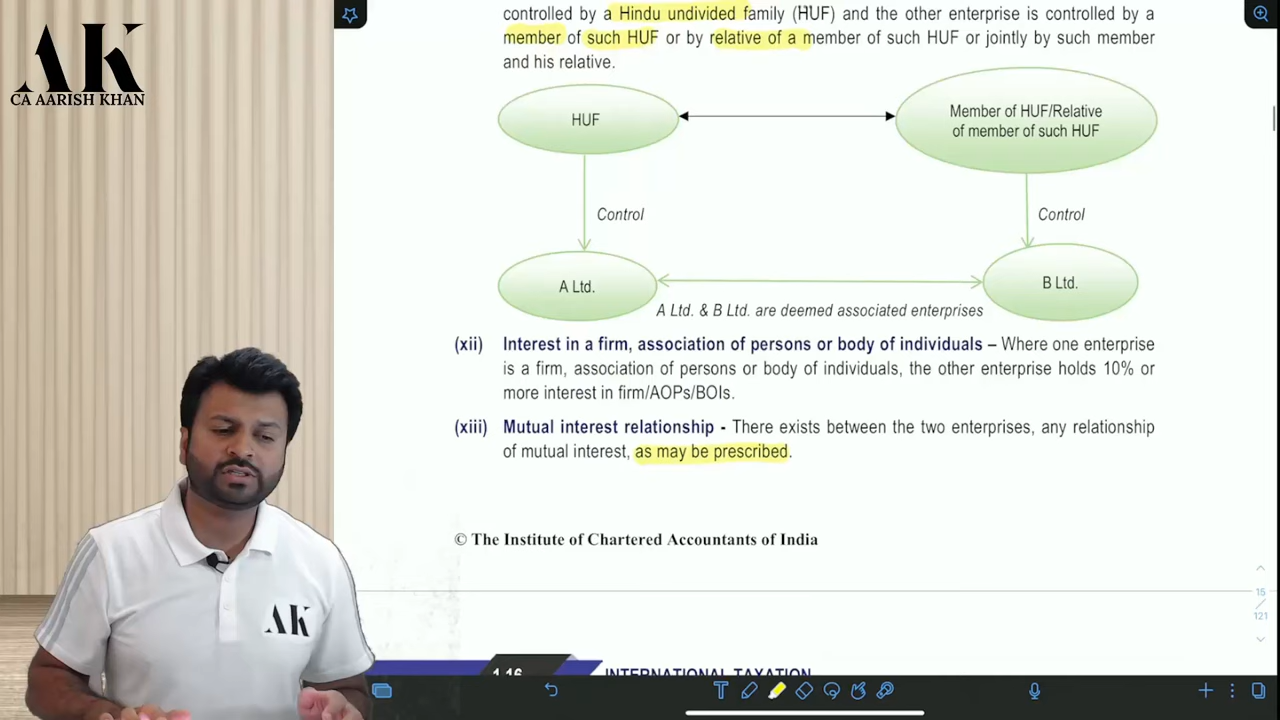 AK
CA AARISH KHAN
controlled by a Hindu undivided family (HUF) and the other enterprise is controlled by a
member of such HUF or by relative of a member of such HUF or jointly by such member
and his relative.
HUF
Member of HUF/Relative
of member of such HUF
Control
Control
A Ltd.
B Ltd.
A Ltd. & B Ltd. are deemed associated enterprises
(xii) Interest in a firm, association of persons or body of individuals – Where one enterprise
is a firm, association of persons or body of individuals, the other enterprise holds 10% or
more interest in firm/AOPs/BOIs.
(xiii) Mutual interest relationship - There exists between the two enterprises, any relationship
of mutual interest, as may be prescribed.
© The Institute of Chartered Accountants of India
15
/
121
1.16 INTERNATIONAL TAXATION
AK
T